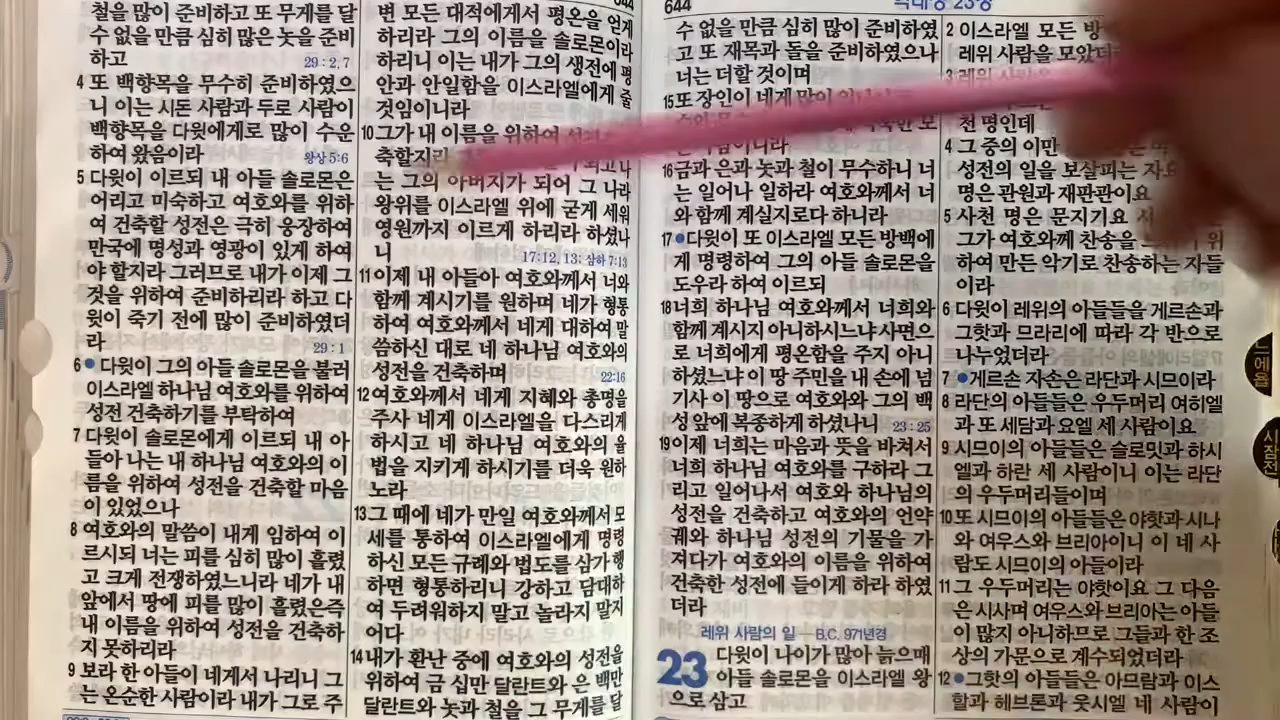 644
철을 많이 준비하고 또 무게를 달
수 없을 만큼 심히 많은 놋을 준비
하고 29 : 2, 7
4 또 백향목을 무수히 준비하였으
니 이는 시돈 사람과 두로 사람이
백향목을 다윗에게로 많이 수운
하여 왔음이라 왕상 5:6
5 다윗이 이르되 내 아들 솔로몬은
어리고 미숙하고 여호와를 위하
여 건축할 성전은 극히 웅장하여
만국에 명성과 영광이 있게 하여
야 할지라 그러므로 내가 이제 그
것을 위하여 준비하리라 하고 다
윗이 죽기 전에 많이 준비하였더
라 29 : 1
6 ● 다윗이 그의 아들 솔로몬을 불러
이스라엘 하나님 여호와를 위하여
성전 건축하기를 부탁하여
7 다윗이 솔로몬에게 이르되 내 아
들아 나는 내 하나님 여호와의 이
름을 위하여 성전을 건축할 마음
이 있었으나
8 여호와의 말씀이 내게 임하여 이
르시되 너는 피를 심히 많이 흘렸
고 크게 전쟁하였느니라 네가 내
앞에서 땅에 피를 많이 흘렸은즉
내 이름을 위하여 성전을 건축하
지 못하리라
9 보라 한 아들이 네게서 나리니 그
는 온순한 사람이라 내가 그로 주
변 모든 대적에게서 평온을 얻게
하리라 그의 이름을 솔로몬이라
하리니 이는 내가 그의 생전에 평
안과 안일함을 이스라엘에게 줄
것임이니라
10 그가 내 이름을 위하여
축할지라
는 그의 아버지가 되어 그 나라
왕위를 이스라엘 위에 굳게 세워
영원까지 이르게 하리라 하셨나
니 17:12, 13; 삼하 7:13
11 이제 내 아들아 여호와께서 너와
함께 계시기를 원하며 네가 형통
하여 여호와께서 네게 대하여 말
씀하신 대로 네 하나님 여호와의
성전을 건축하며 22:16
12 여호와께서 네게 지혜와 총명을
주사 네게 이스라엘을 다스리게
하시고 네 하나님 여호와의 율
법을 지키게 하시기를 더욱 원하
노라
13 그 때에 네가 만일 여호와께서 모
세를 통하여 이스라엘에게 명령
하신 모든 규례와 법도를 삼가 행
하면 형통하리니 강하고 담대하
여 두려워하지 말고 놀라지 말지
어다
14 내가 환난 중에 여호와의 성전을
위하여 금 십만 달란트와 은 백만
달란트와 놋과 철을 그 무게를 달
644 23장
수 없을 만큼 심히 많이 준비하였
고 또 재목과 돌을 준비하였으나
너는 더할 것이며
15 또 장인이 네게 많이
모
16 금과 은과 놋과 철이 무수하니 너
는 일어나 일하라 여호와께서 너
와 함께 계실지로다 하니라
17 ● 다윗이 또 이스라엘 모든 방백에
게 명령하여 그의 아들 솔로몬을
도우라 하여 이르되
18 너희 하나님 여호와께서 너희와
함께 계시지 아니하시느냐 사면으
로 너희에게 평온함을 주지 아니
하셨느냐 이 땅 주민을 내 손에 넘
기사 이 땅으로 여호와와 그의 백
성 앞에 복종하게 하셨나니 23 : 25
19 이제 너희는 마음과 뜻을 바쳐서
너희 하나님 여호와를 구하라 그
리고 일어나서 여호와 하나님의
성전을 건축하고 여호와의 언약
궤와 하나님 성전의 기물을 가
져다가 여호와의 이름을 위하여
건축한 성전에 들이게 하라 하였
더라
레위 사람의 일 — B.C. 971년경
23 다윗이 나이가 많아 늙으매
아들 솔로몬을 이스라엘 왕
으로 삼고
2 이스라엘 모든
레위 사람을 모았더
3 레위
천 명인데
4 그 중의 이만
성전의 일을 보살피는
명은 관원과 재판관이요
5 사천 명은 문지기요
그가 여호와께 찬송을 위
하여 만든 악기로 찬송하는 자들
이라
6 다윗이 레위의 아들들을 게르손과
그핫과 므라리에 따라 각 반으로
나누었더라
7 ● 게르손 자손은 라단과 시므이라
8 라단의 아들들은 우두머리 여히엘
과 또 세담과 요엘 세 사람이요
9 시므이의 아들들은 슬로밋과 하시
엘과 하란 세 사람이니 이는 라단
의 우두머리들이며
10 또 시므이의 아들들은 야핫과 시나
와 여우스와 브리아이니 이 네 사
람도 시므이의 아들이라
11 그 우두머리는 야핫이요 그 다음
은 시사며 여우스와 브리아는 아들
이 많지 아니하므로 그들과 한 조
상의 가문으로 계수되었더라
12 ● 그핫의 아들들은 아므람과 이스
할과 헤브론과 웃시엘 네 사람이